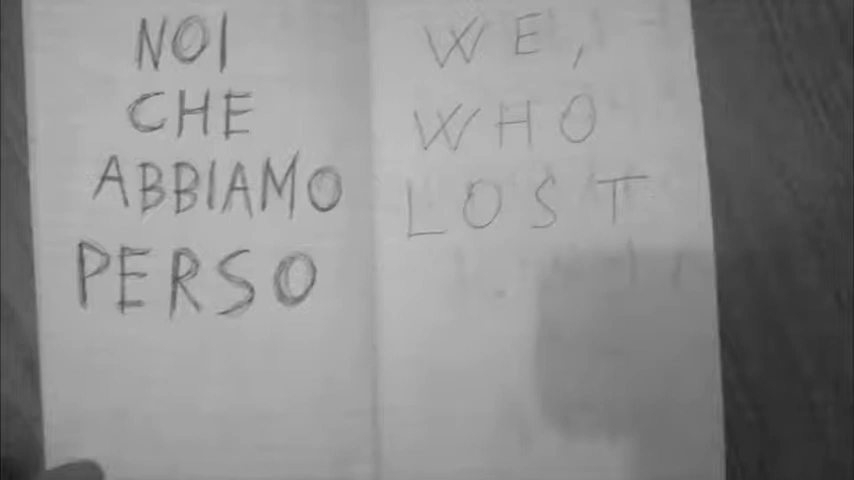 NOI
CHE
ABBIAMO
PERSO
WE,
WHO
LOST